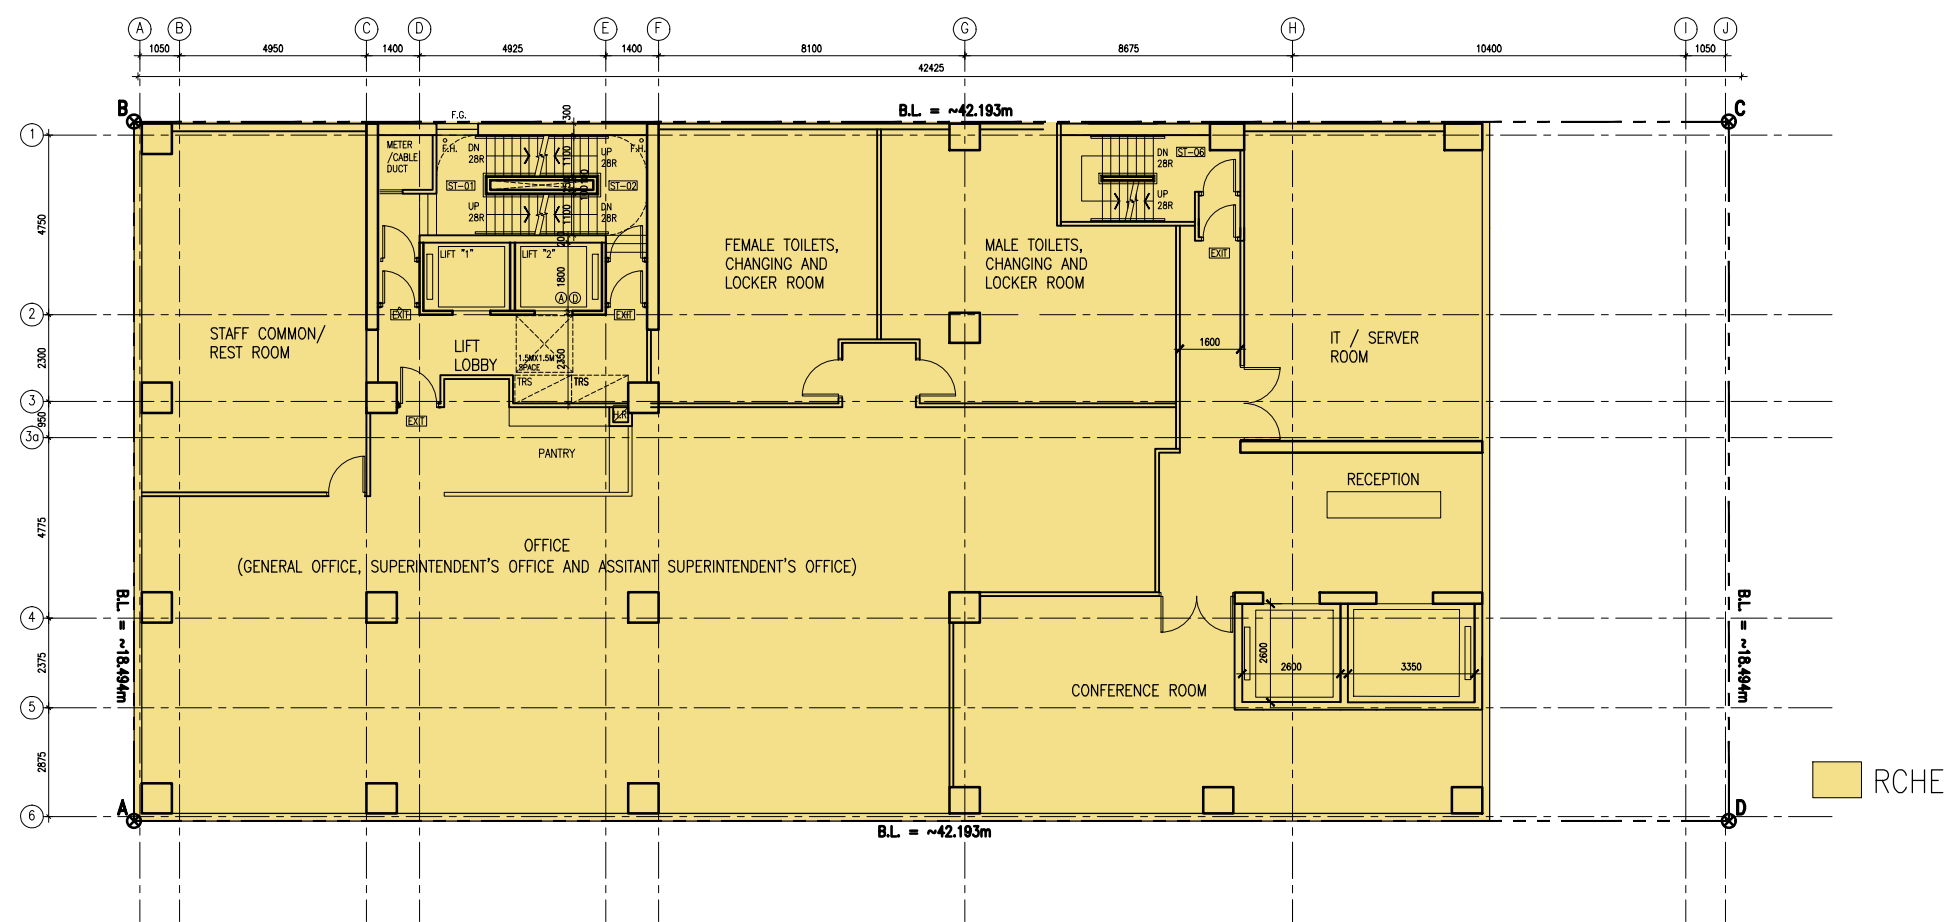 A B C D E F G H I J
1050 4950 1400 4925 1400 8100 8675 10400 1050
42425
B
B.L. = ~42.193m
C
F.G.
300
1
METER
/CABLE
DUCT
F.H.
DN
28R
1100
UP
28R
F.H.
DN
28R
ST-06
ST-01
ST-02
UP
28R
1100
DN
28R
UP
28R
4750
200
LIFT "1"
LIFT "2"
1800
A D
FEMALE TOILETS,
CHANGING AND
LOCKER ROOM
MALE TOILETS,
CHANGING AND
LOCKER ROOM
EXIT
2
EXIT
EXIT
STAFF COMMON/
REST ROOM
LIFT
LOBBY
1.5MX1.5M
SPACE
2350
TRS
TRS
1600
IT / SERVER
ROOM
2300
3
950
EXIT
H.R
3a
PANTRY
RECEPTION
4775
OFFICE
(GENERAL OFFICE, SUPERINTENDENT'S OFFICE AND ASSITANT SUPERINTENDENT'S OFFICE)
B.L. = ~18.494m
B.L. = ~18.494m
4
2375
2600
2600
3350
CONFERENCE ROOM
5
2875
RCHE
A
6
D
B.L. = ~42.193m